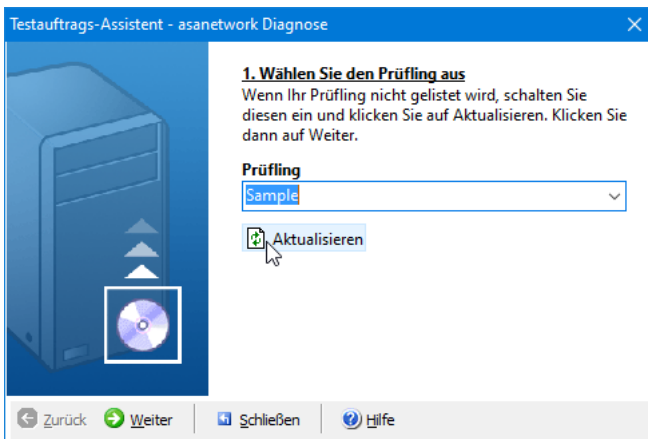 Testauftrags-Assistent - asanetwork Diagnose
1. Wählen Sie den Prüfling aus
Wenn Ihr Prüfling nicht gelistet wird, schalten Sie
diesen ein und klicken Sie auf Aktualisieren. Klicken Sie
dann auf Weiter.
Prüfling
Sample
Aktualisieren
Zurück Weiter Schließen Hilfe